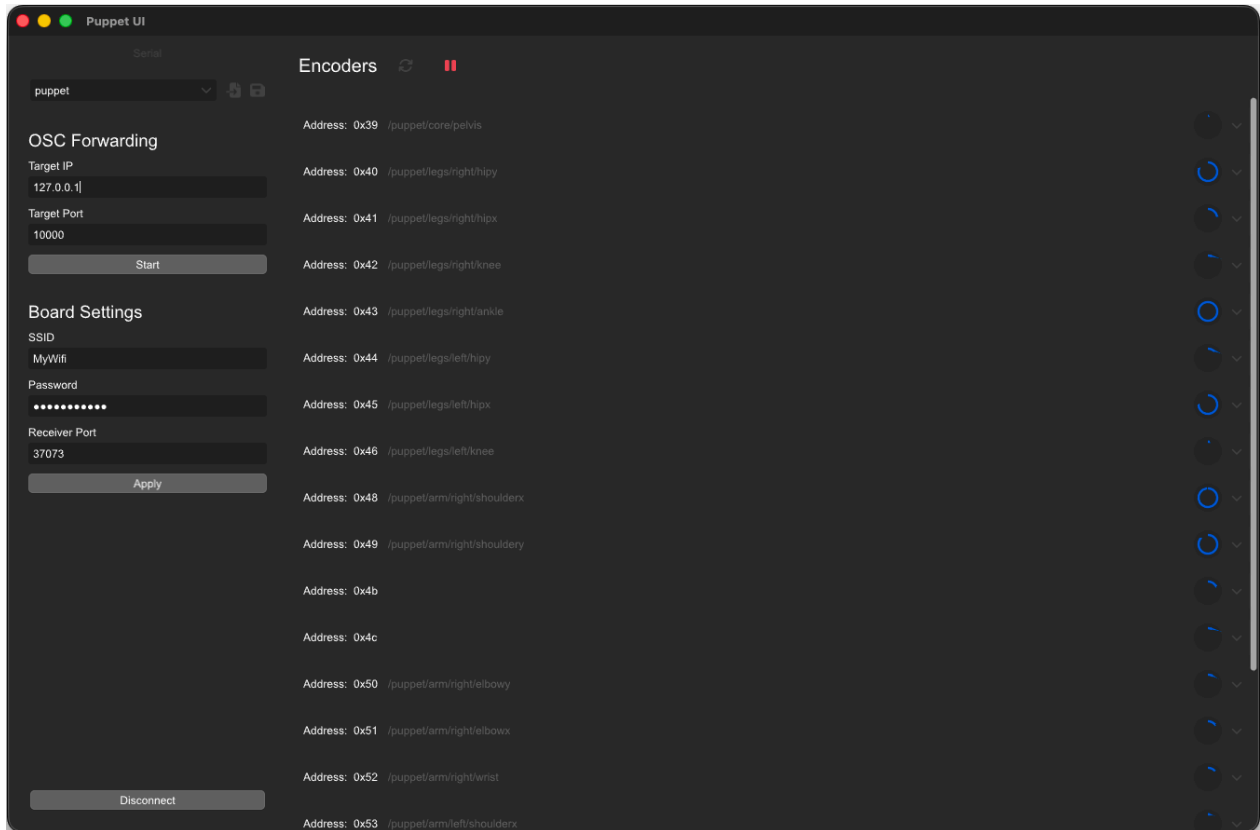 Puppet UI
Serial
puppet
OSC Forwarding
Target IP
127.0.0.1
Target Port
10000
Start
Board Settings
SSID
MyWifi
Password
•••••••••••
Receiver Port
37073
Apply
Disconnect
Encoders
Address: 0x39 /puppet/core/pelvis
Address: 0x40 /puppet/legs/right/hipy
Address: 0x41 /puppet/legs/right/hipx
Address: 0x42 /puppet/legs/right/knee
Address: 0x43 /puppet/legs/right/ankle
Address: 0x44 /puppet/legs/left/hipy
Address: 0x45 /puppet/legs/left/hipx
Address: 0x46 /puppet/legs/left/knee
Address: 0x48 /puppet/arm/right/shoulderx
Address: 0x49 /puppet/arm/right/shouldery
Address: 0x4b
Address: 0x4c
Address: 0x50 /puppet/arm/right/elbowy
Address: 0x51 /puppet/arm/right/elbowx
Address: 0x52 /puppet/arm/right/wrist
Address: 0x53 /puppet/arm/left/shoulderx